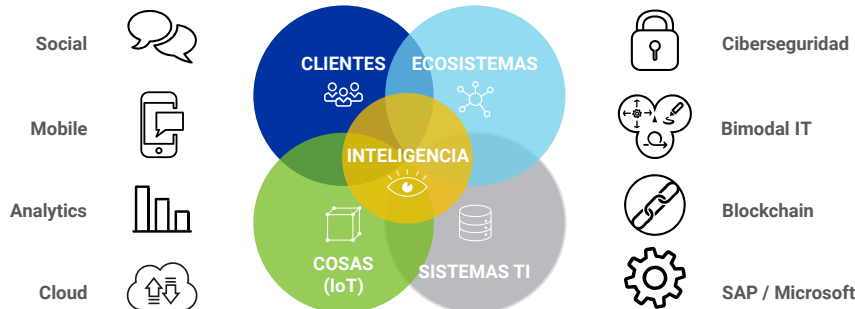 Social
Mobile
Analytics
Cloud
CLIENTES
ECOSISTEMAS
INTELIGENCIA
COSAS
(IoT)
SISTEMAS TI
Ciberseguridad
Bimodal IT
Blockchain
SAP / Microsoft